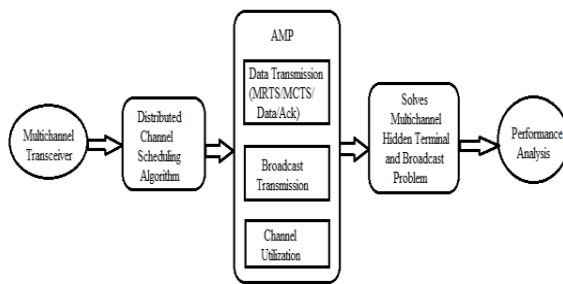 Multichannel
Transceiver
Distributed
Channel
Scheduling
Algorithm
AMP
Data Transmission
(MRTS/MCTS/
Data/Ack)
Broadcast
Transmission
Channel
Utilization
Solves
Multichannel
Hidden Terminal
and Broadcast
Problem
Performance
Analysis